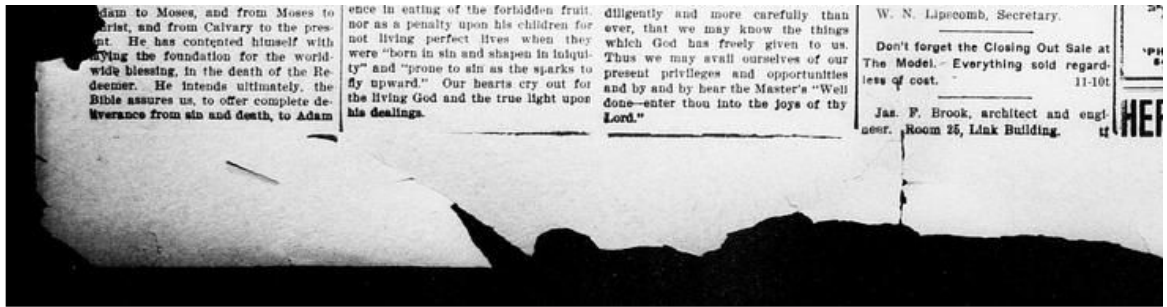 dam to Moses, and from Moses to
hrist, and from Calvary to the pres-
nt. He has contented himself with
aying the foundation for the world-
wide blessing, in the death of the Re-
deemer. He intends ultimately, the
Bible assures us, to offer complete de-
liverance from sin and death, to Adam
ence in eating of the forbidden fruit,
nor as a penalty upon his children for
not living perfect lives when they
were "born in sin and shapen in iniqui-
ty" and "prone to sin as the sparks to
fly upward." Our hearts cry out for
the living God and the true light upon
his dealings.
diligently and more carefully than
ever, that we may know the things
which God has freely given to us.
Thus we may avail ourselves of our
present privileges and opportunities
and by and by hear the Master's "Well
done—enter thou into the joys of thy
Lord."
W. N. Lipscomb, Secretary.
Don't forget the Closing Out Sale at
The Model. Everything sold regard-
less of cost. 11-10t
Jas. F. Brook, architect and engi-
neer. Room 25, Link Building. tf
HER